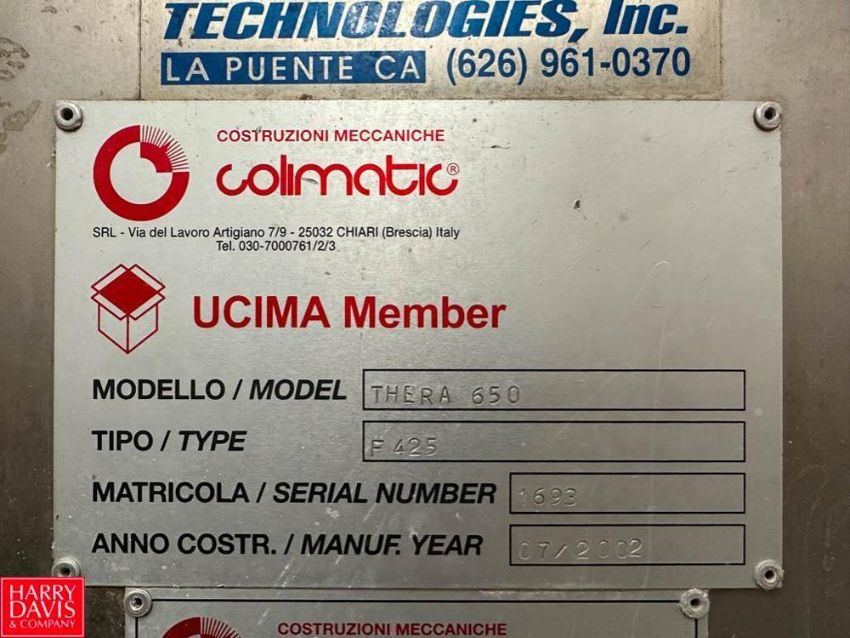 TECHNOLOGIES, Inc.
LA PUENTE CA (626) 961-0370
COSTRUZIONI MECCANICHE
colimatic®
SRL - Via del Lavoro Artigiano 7/9 - 25032 CHIARI (Brescia) Italy
Tel. 030-7000761/2/3
UCIMA Member
MODELLO / MODEL THERA 650
TIPO / TYPE F425
MATRICOLA / SERIAL NUMBER 1693
ANNO COSTR. / MANUF. YEAR 07/2002
HARRY
DAVIS
& COMPANY
COSTRUZIONI MECCANICHE